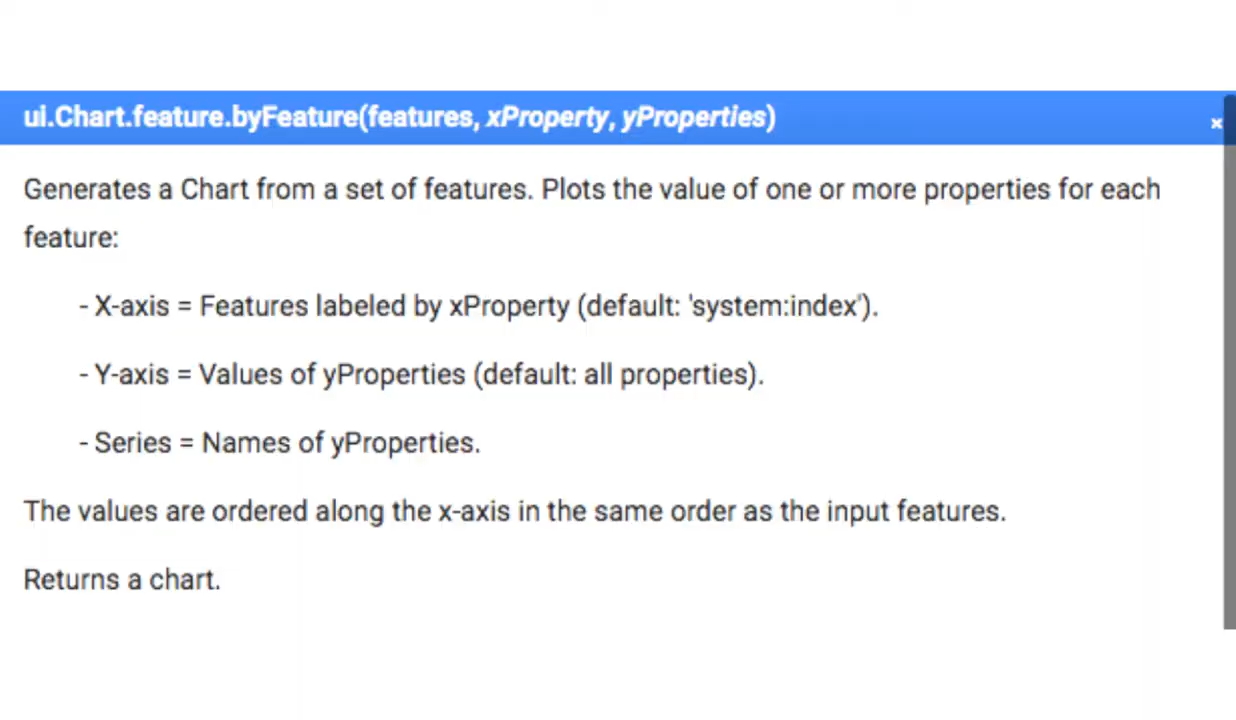 ui.Chart.feature.byFeature(features, xProperty, yProperties)
×
Generates a Chart from a set of features. Plots the value of one or more properties for each
feature:
- X-axis = Features labeled by xProperty (default: 'system:index').
- Y-axis = Values of yProperties (default: all properties).
- Series = Names of yProperties.
The values are ordered along the x-axis in the same order as the input features.
Returns a chart.